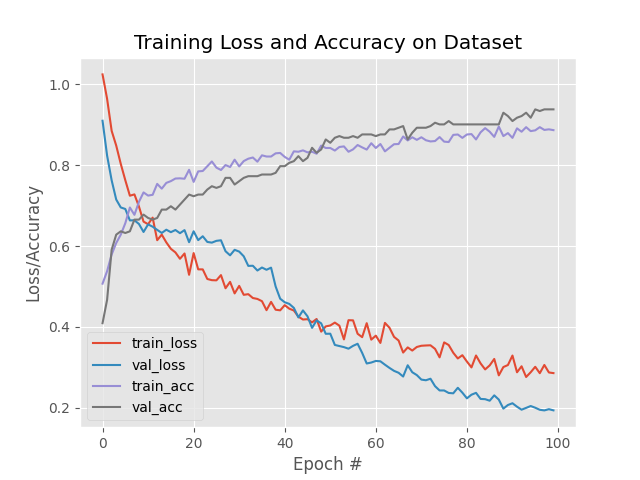 Training Loss and Accuracy on Dataset
Loss/Accuracy
1.0
0.8
0.6
0.4
0.2
train_loss
val_loss
train_acc
val_acc
0 20 40 60 80 100
Epoch #